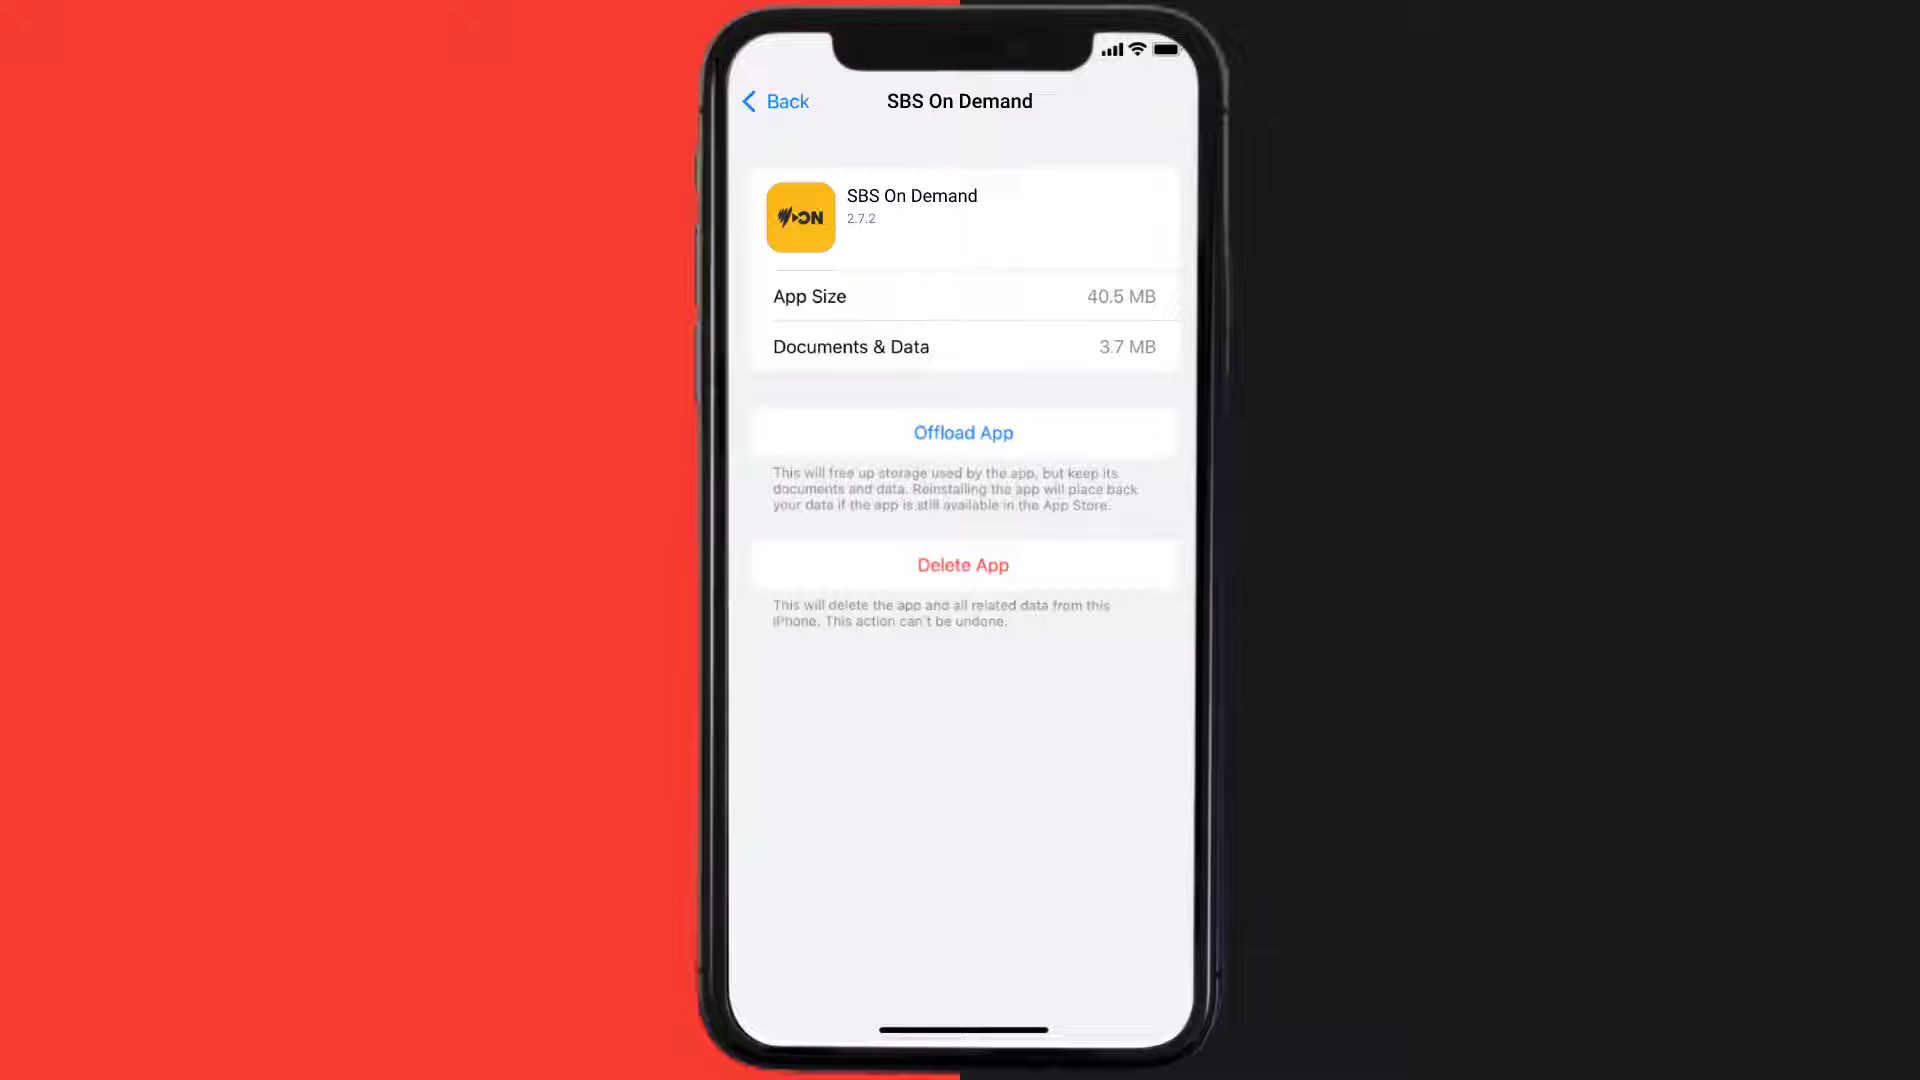 Back
SBS On Demand
ON
SBS On Demand
2.7.2
App Size
40.5 MB
Documents & Data
3.7 MB
Offload App
This will free up storage used by the app, but keep its
documents and data. Reinstalling the app will place back
your data if the app is still available in the App Store.
Delete App
This will delete the app and all related data from this
iPhone. This action can't be undone.